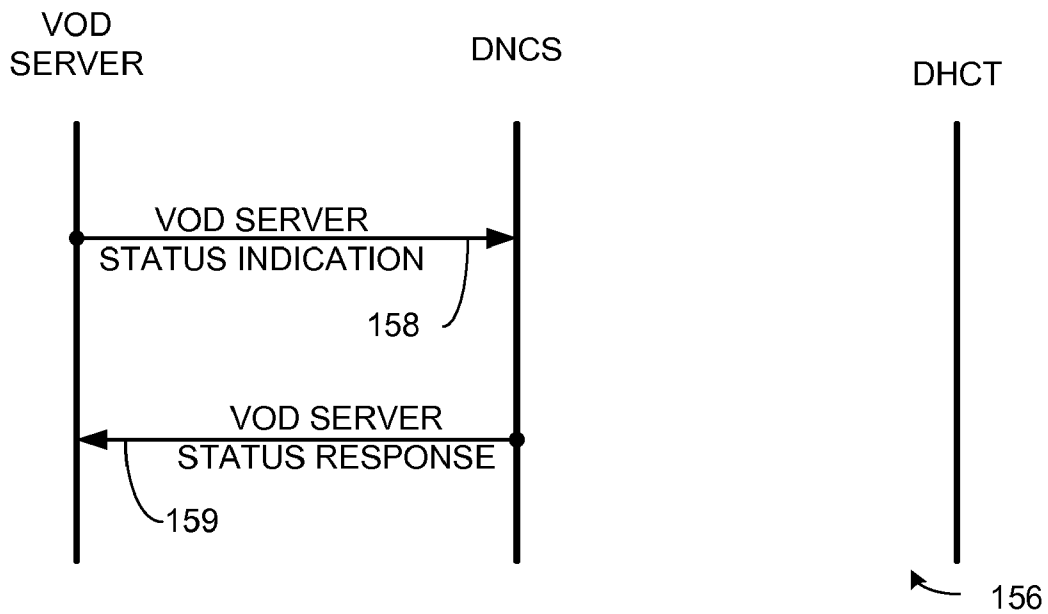 VOD
SERVER
DNCS
DHCT
VOD SERVER
STATUS INDICATION
158
VOD SERVER
STATUS RESPONSE
159
156